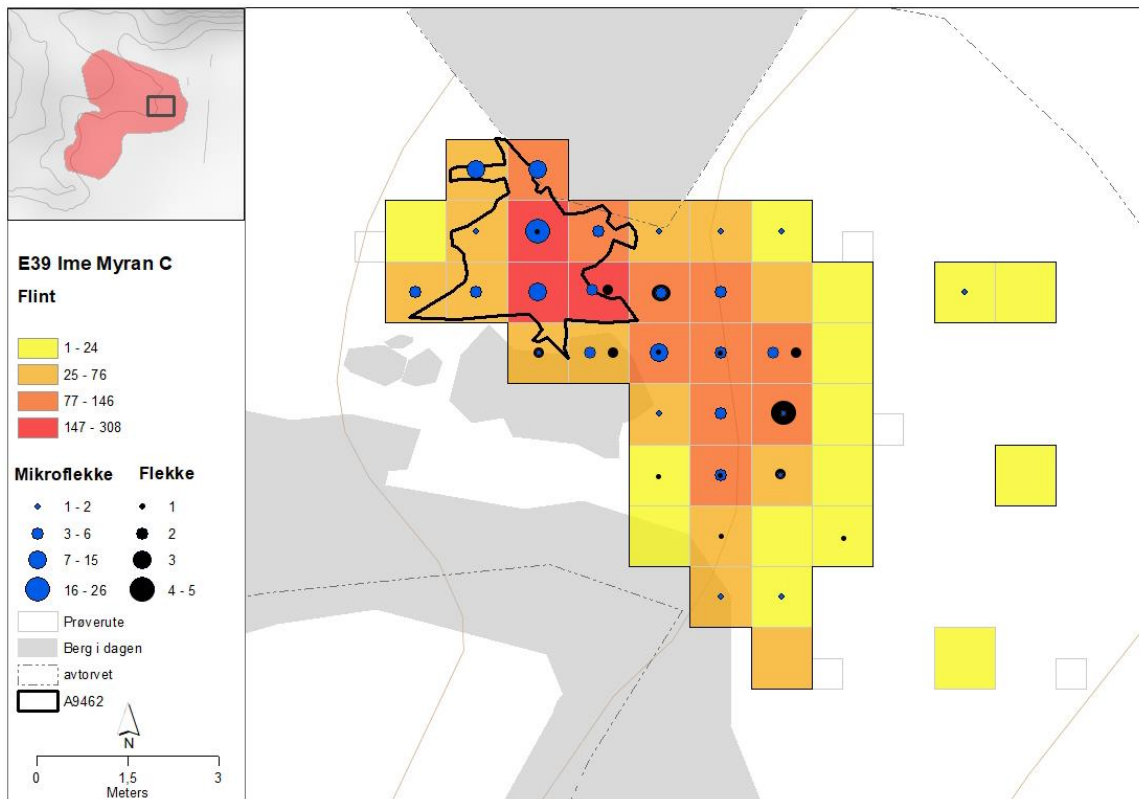 E39 Ime Myran C
Flint
1 - 24
25 - 76
77 - 146
147 - 308
Mikroflekke Flekke
1 - 2 1
3 - 6 2
7 - 15 3
16 - 26 4 - 5
Prøverute
Berg i dagen
avtorvet
A9462
N
0 1,5 3
Meters